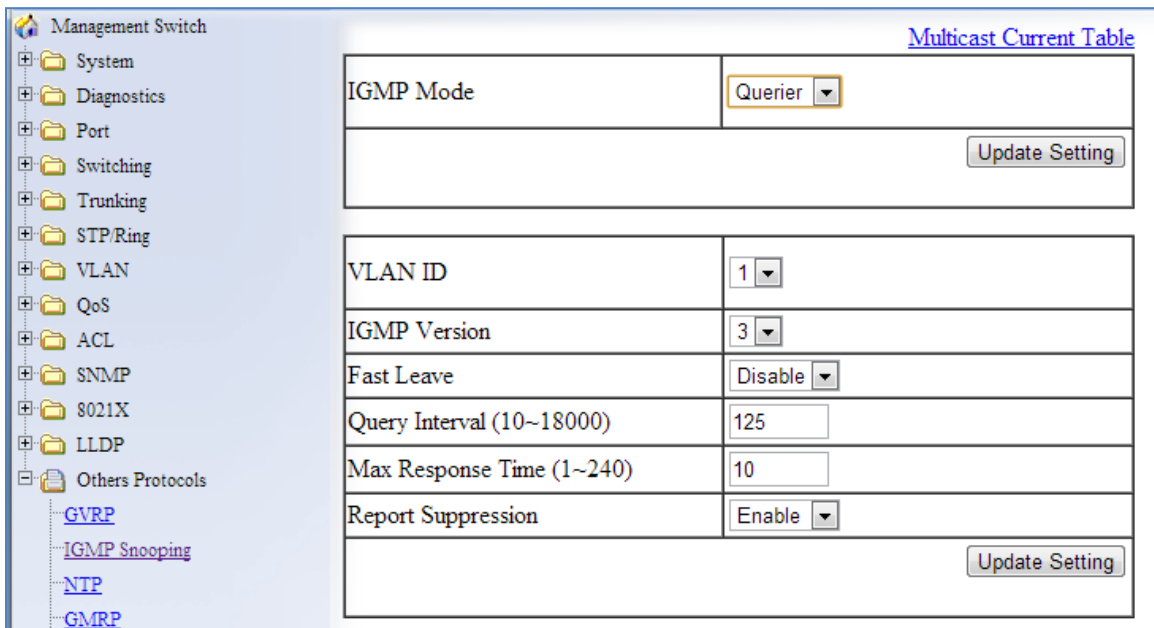 Management Switch
System
Diagnostics
Port
Switching
Trunking
STP/Ring
VLAN
QoS
ACL
SNMP
8021X
LLDP
Others Protocols
GVRP
IGMP Snooping
NTP
GMRP
Multicast Current Table
IGMP Mode Querier
Update Setting
VLAN ID 1
IGMP Version 3
Fast Leave Disable
Query Interval (10~18000) 125
Max Response Time (1~240) 10
Report Suppression Enable
Update Setting